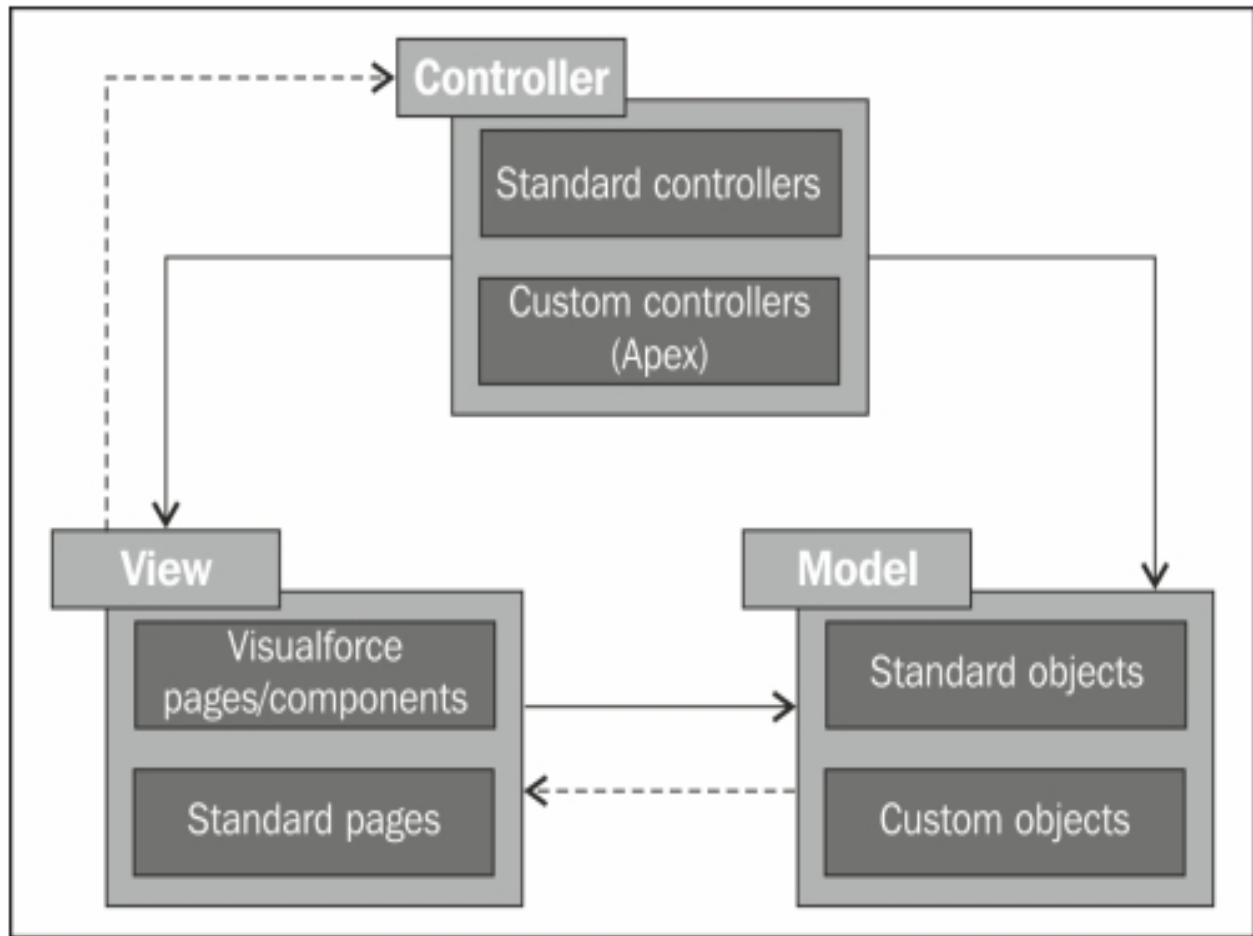 Controller
Standard controllers
Custom controllers
(Apex)
View
Visualforce
pages/components
Standard pages
Model
Standard objects
Custom objects